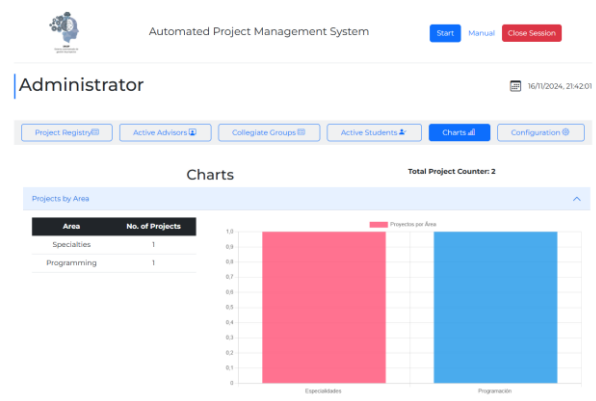 Automated Project Management System
Start
Manual
Close Session
Administrator
16/11/2024, 21:42:01
Project Registry
Active Advisors
Collegiate Groups
Active Students
Charts
Configuration
Charts
Total Project Counter: 2
Projects by Area
Area No. of Projects
Specialties 1
Programming 1
Proyectos por Área
1,0
0,9
0,8
0,7
0,6
0,5
0,4
0,3
0,2
0,1
0
Especialidades
Programación